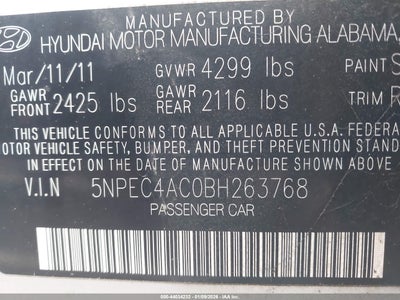 MANUFACTURED BY
HYUNDAI MOTOR MANUFACTURING ALABAMA,
Mar/11/11 GVWR 4299 lbs PAINT S
GAWR FRONT 2425 lbs GAWR REAR 2116 lbs TRIM R
THIS VEHICLE CONFORMS TO ALL APPLICABLE U.S.A. FEDERA
MOTOR VEHICLE SAFETY, BUMPER, AND THEFT PREVENTION STAN
IN EFFECT ON THE DATE OF MANUFACTURE SHOWN ABOVE.
V.I.N 5NPEC4AC0BH263768
PASSENGER CAR